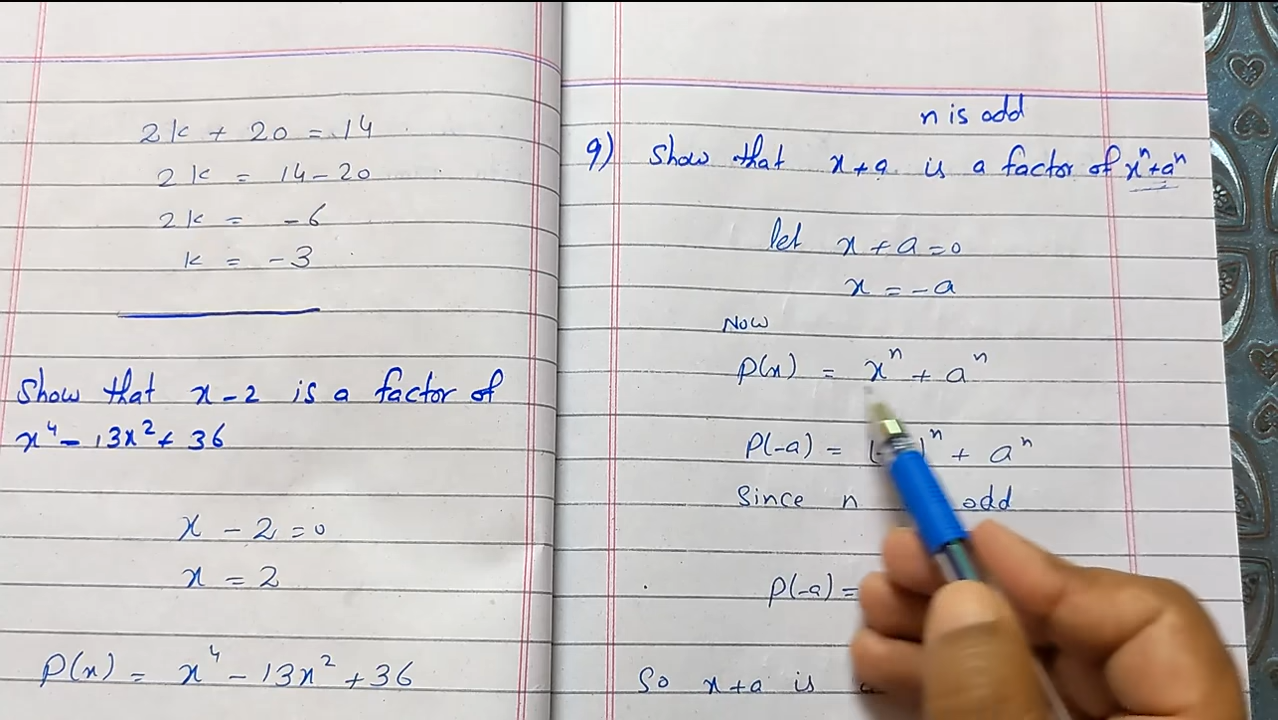 2k + 20 = 14
2k = 14-20
2k = -6
k = -3
Show that x-2 is a factor of
x⁴ - 13x² + 36
x - 2 = 0
x = 2
P(x) = x⁴ - 13x² + 36
n is odd
9) Show that x+a is a factor of xⁿ+aⁿ
let x + a = 0
x = -a
Now
P(x) = xⁿ + aⁿ
P(-a) = ( )ⁿ + aⁿ
Since n odd
P(-a) =
So x+a is